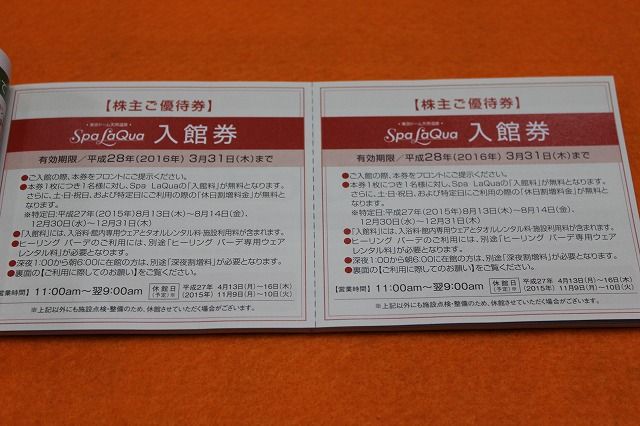 【株主ご優待券】
東京ドーム天然温泉
Spa LaQua 入館券
有効期限／平成28年(2016年) 3月31日(木)まで
●ご入館の際、本券をフロントにご提示ください。
●本券1枚につき1名様に対し、Spa LaQuaの「入館料」が無料となります。
さらに、土・日・祝日、および特定日にご利用の際の「休日割増料金」が無料と
なります。
※特定日:平成27年(2015年)8月13日(木)〜8月14日(金)、
12月30日(水)〜12月31日(木)
●「入館料」には、入浴料・館内専用ウェアとタオルレンタル料・施設利用料が含まれます。
●ヒーリング バーデのご利用には、別途「ヒーリング バーデ専用ウェア
レンタル料」が必要となります。
●深夜1:00から朝6:00に在館の方は、別途「深夜割増料」が必要となります。
●裏面の【ご利用に際してのお願い】をご覧ください。
【営業時間】 11:00am〜翌9:00am 休館日(予定)※ 平成27年 4月13日(月)〜16日(木)
(2015年) 11月9日(月)〜10日(火)
※上記以外にも施設点検・整備のため、休館させていただく場合がございます。
【株主ご優待券】
東京ドーム天然温泉
Spa LaQua 入館券
有効期限／平成28年(2016年) 3月31日(木)まで
●ご入館の際、本券をフロントにご提示ください。
●本券1枚につき1名様に対し、Spa LaQuaの「入館料」が無料となります。
さらに、土・日・祝日、および特定日にご利用の際の「休日割増料金」が無料と
なります。
※特定日:平成27年(2015年)8月13日(木)〜8月14日(金)、
12月30日(水)〜12月31日(木)
●「入館料」には、入浴料・館内専用ウェアとタオルレンタル料・施設利用料が含まれます。
●ヒーリング バーデのご利用には、別途「ヒーリング バーデ専用ウェア
レンタル料」が必要となります。
●深夜1:00から朝6:00に在館の方は、別途「深夜割増料」が必要となります。
●裏面の【ご利用に際してのお願い】をご覧ください。
【営業時間】 11:00am〜翌9:00am 休館日(予定)※ 平成27年 4月13日(月)〜16日(木)
(2015年) 11月9日(月)〜10日(火)
※上記以外にも施設点検・整備のため、休館させていただく場合がございます。